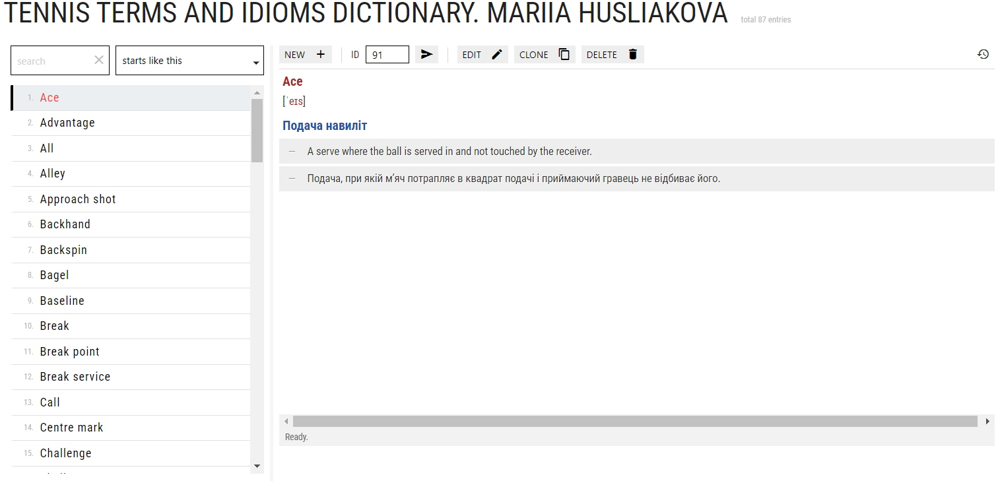 TENNIS TERMS AND IDIOMS DICTIONARY. MARIIA HUSLIAKOVA total 87 entries
search
starts like this
NEW ID 91 EDIT CLONE DELETE
1. Ace
2. Advantage
3. All
4. Alley
5. Approach shot
6. Backhand
7. Backspin
8. Bagel
9. Baseline
10. Break
11. Break point
12. Break service
13. Call
14. Centre mark
15. Challenge
Ace
[ˈeɪs]
Подача навиліт
– A serve where the ball is served in and not touched by the receiver.
– Подача, при якій м’яч потрапляє в квадрат подачі і приймаючий гравець не відбиває його.
Ready.